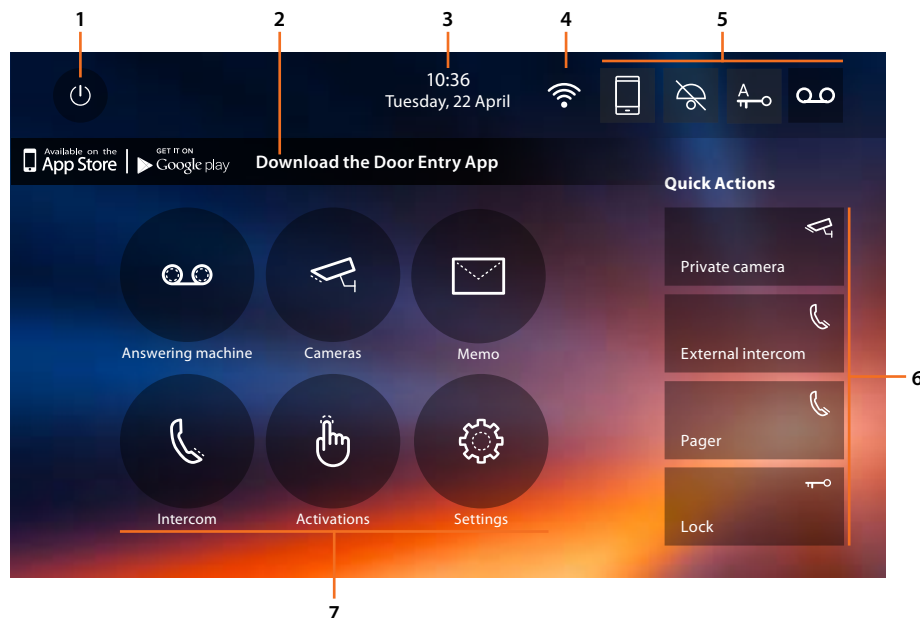 1 2 3 4 5
10:36
Tuesday, 22 April
A
Available on the
App Store
GET IT ON
Google play
Download the Door Entry App
Quick Actions
Private camera
External intercom
Pager
Lock
6
Answering machine Cameras Memo
Intercom Activations Settings
7